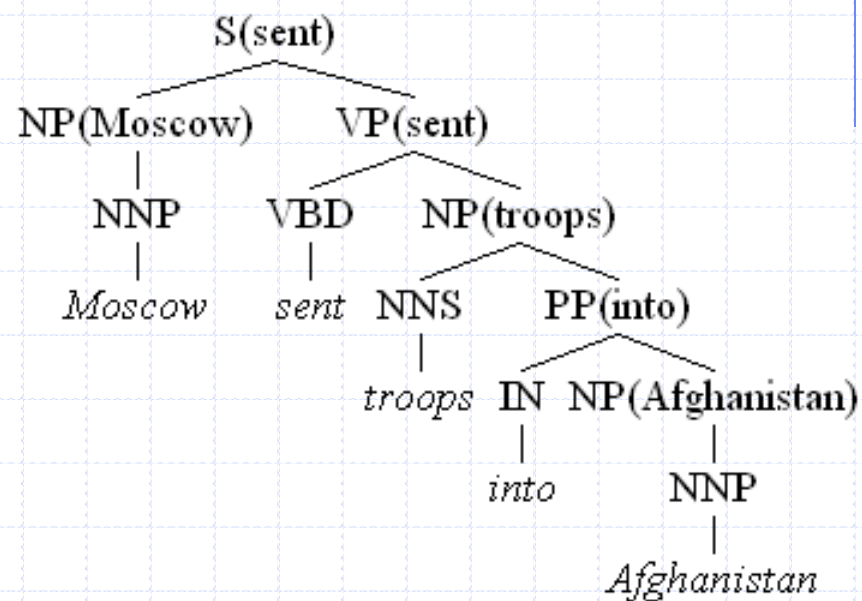 S(sent)
NP(Moscow) VP(sent)
NNP VBD NP(troops)
Moscow sent NNS PP(into)
troops IN NP(Afghanistan)
into NNP
Afghanistan